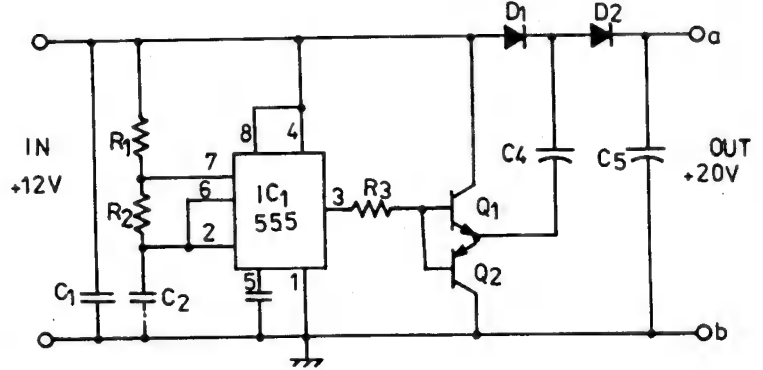 D1 D2
a
8 4
IN
+12V
R1
7
6
R2
2
IC1
555
3
R3
Q1
Q2
C4
C5
OUT
+20V
C1
C2
5 1
b